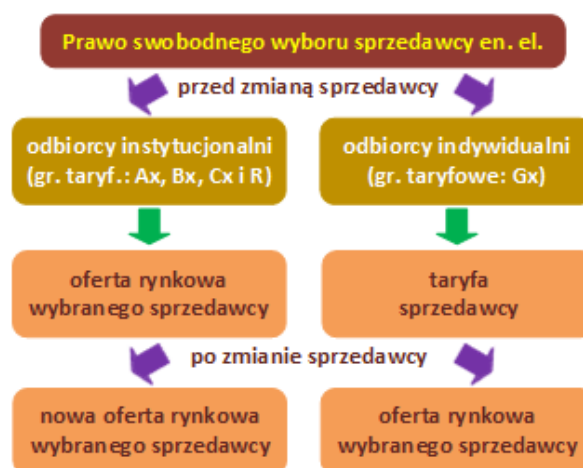 Prawo swobodnego wyboru sprzedawcy en. el.
przed zmianą sprzedawcy
odbiorcy instytucjonalni
(gr. taryf.: Ax, Bx, Cx i R)
odbiorcy indywidualni
(gr. taryfowe: Gx)
oferta rynkowa
wybranego sprzedawcy
taryfa
sprzedawcy
po zmianie sprzedawcy
nowa oferta rynkowa
wybranego sprzedawcy
oferta rynkowa
wybranego sprzedawcy